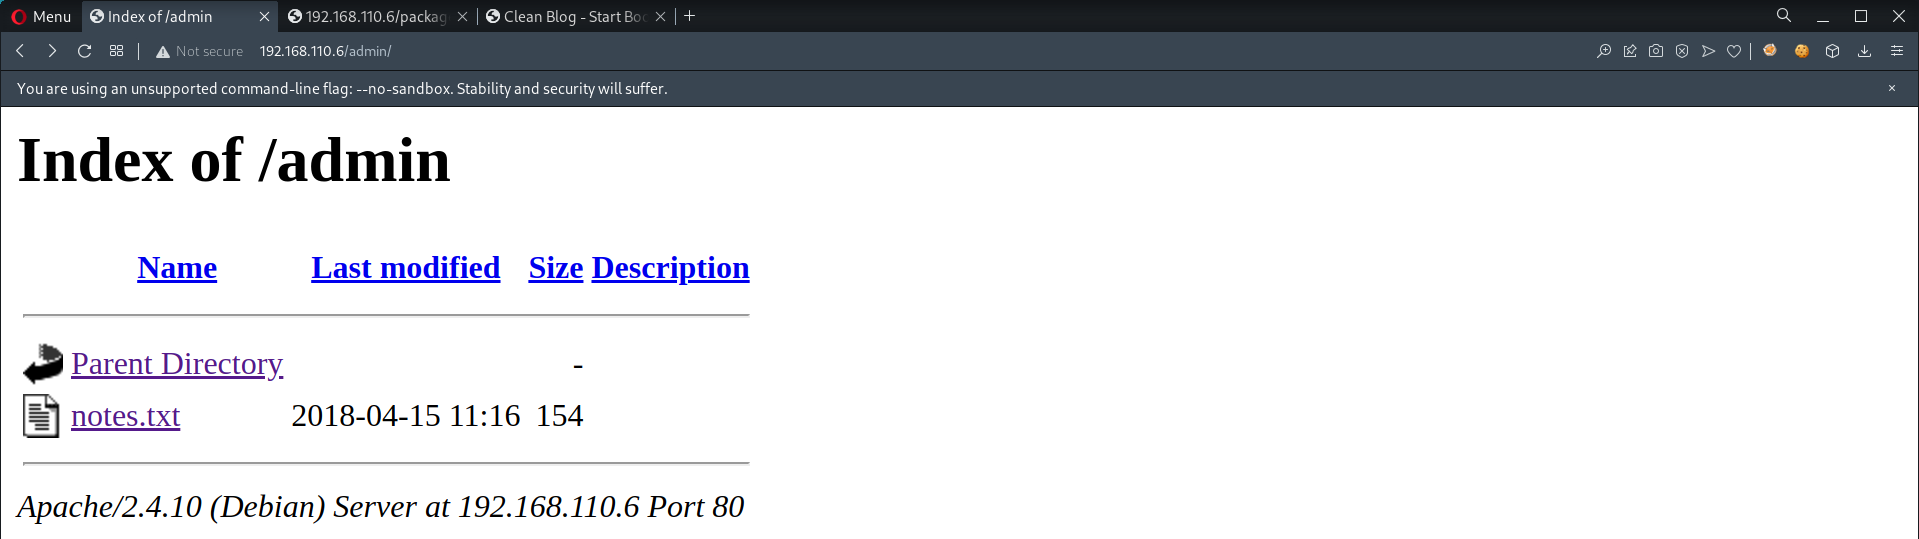 Menu Index of /admin 192.168.110.6/packag Clean Blog - Start Boo
Not secure 192.168.110.6/admin/
You are using an unsupported command-line flag: --no-sandbox. Stability and security will suffer.
Index of /admin
Name Last modified Size Description
Parent Directory -
notes.txt 2018-04-15 11:16 154
Apache/2.4.10 (Debian) Server at 192.168.110.6 Port 80